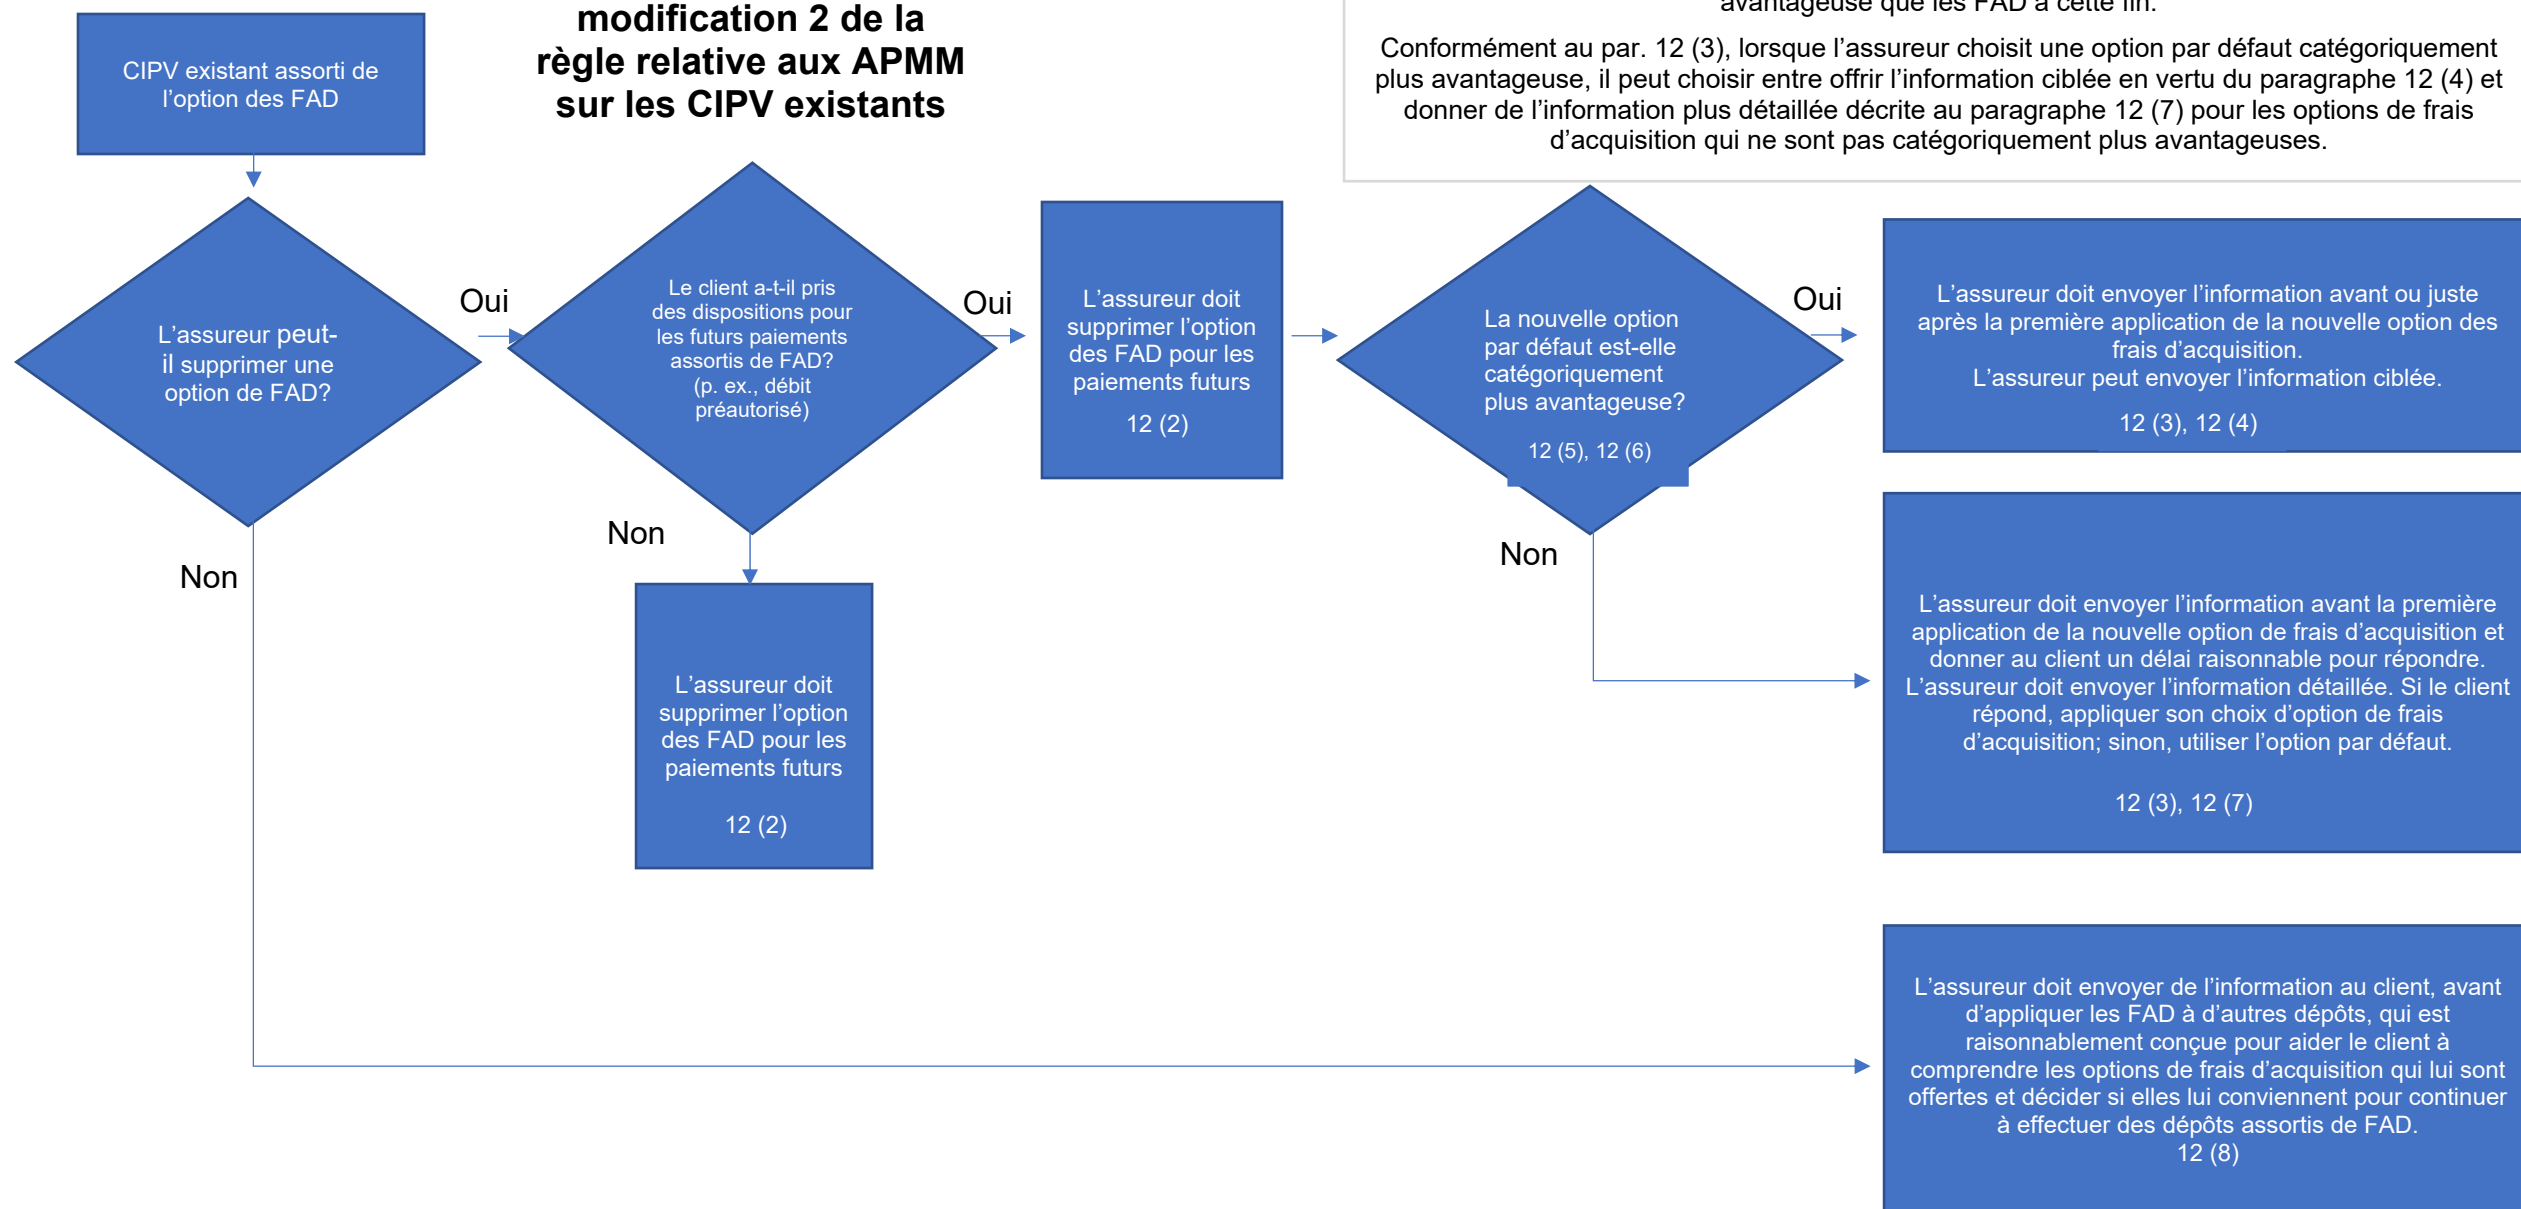 modification 2 de la
règle relative aux APMM
sur les CIPV existants
avantageuse que les FAD à cette fin.
Conformément au par. 12 (3), lorsque l’assureur choisit une option par défaut catégoriquement
plus avantageuse, il peut choisir entre offrir l’information ciblée en vertu du paragraphe 12 (4) et
donner de l’information plus détaillée décrite au paragraphe 12 (7) pour les options de frais
d’acquisition qui ne sont pas catégoriquement plus avantageuses.
CIPV existant assorti de
l’option des FAD
L’assureur peut-
il supprimer une
option de FAD?
Oui
Non
Le client a-t-il pris
des dispositions pour
les futurs paiements
assortis de FAD?
(p. ex., débit
préautorisé)
Oui
Non
L’assureur doit
supprimer l’option
des FAD pour les
paiements futurs
12 (2)
L’assureur doit
supprimer l’option
des FAD pour les
paiements futurs
12 (2)
La nouvelle option
par défaut est-elle
catégoriquement
plus avantageuse?
12 (5), 12 (6)
Oui
Non
L’assureur doit envoyer l’information avant ou juste
après la première application de la nouvelle option des
frais d’acquisition.
L’assureur peut envoyer l’information ciblée.
12 (3), 12 (4)
L’assureur doit envoyer l’information avant la première
application de la nouvelle option de frais d’acquisition et
donner au client un délai raisonnable pour répondre.
L’assureur doit envoyer l’information détaillée. Si le client
répond, appliquer son choix d’option de frais
d’acquisition; sinon, utiliser l’option par défaut.
12 (3), 12 (7)
L’assureur doit envoyer de l’information au client, avant
d’appliquer les FAD à d’autres dépôts, qui est
raisonnablement conçue pour aider le client à
comprendre les options de frais d’acquisition qui lui sont
offertes et décider si elles lui conviennent pour continuer
à effectuer des dépôts assortis de FAD.
12 (8)